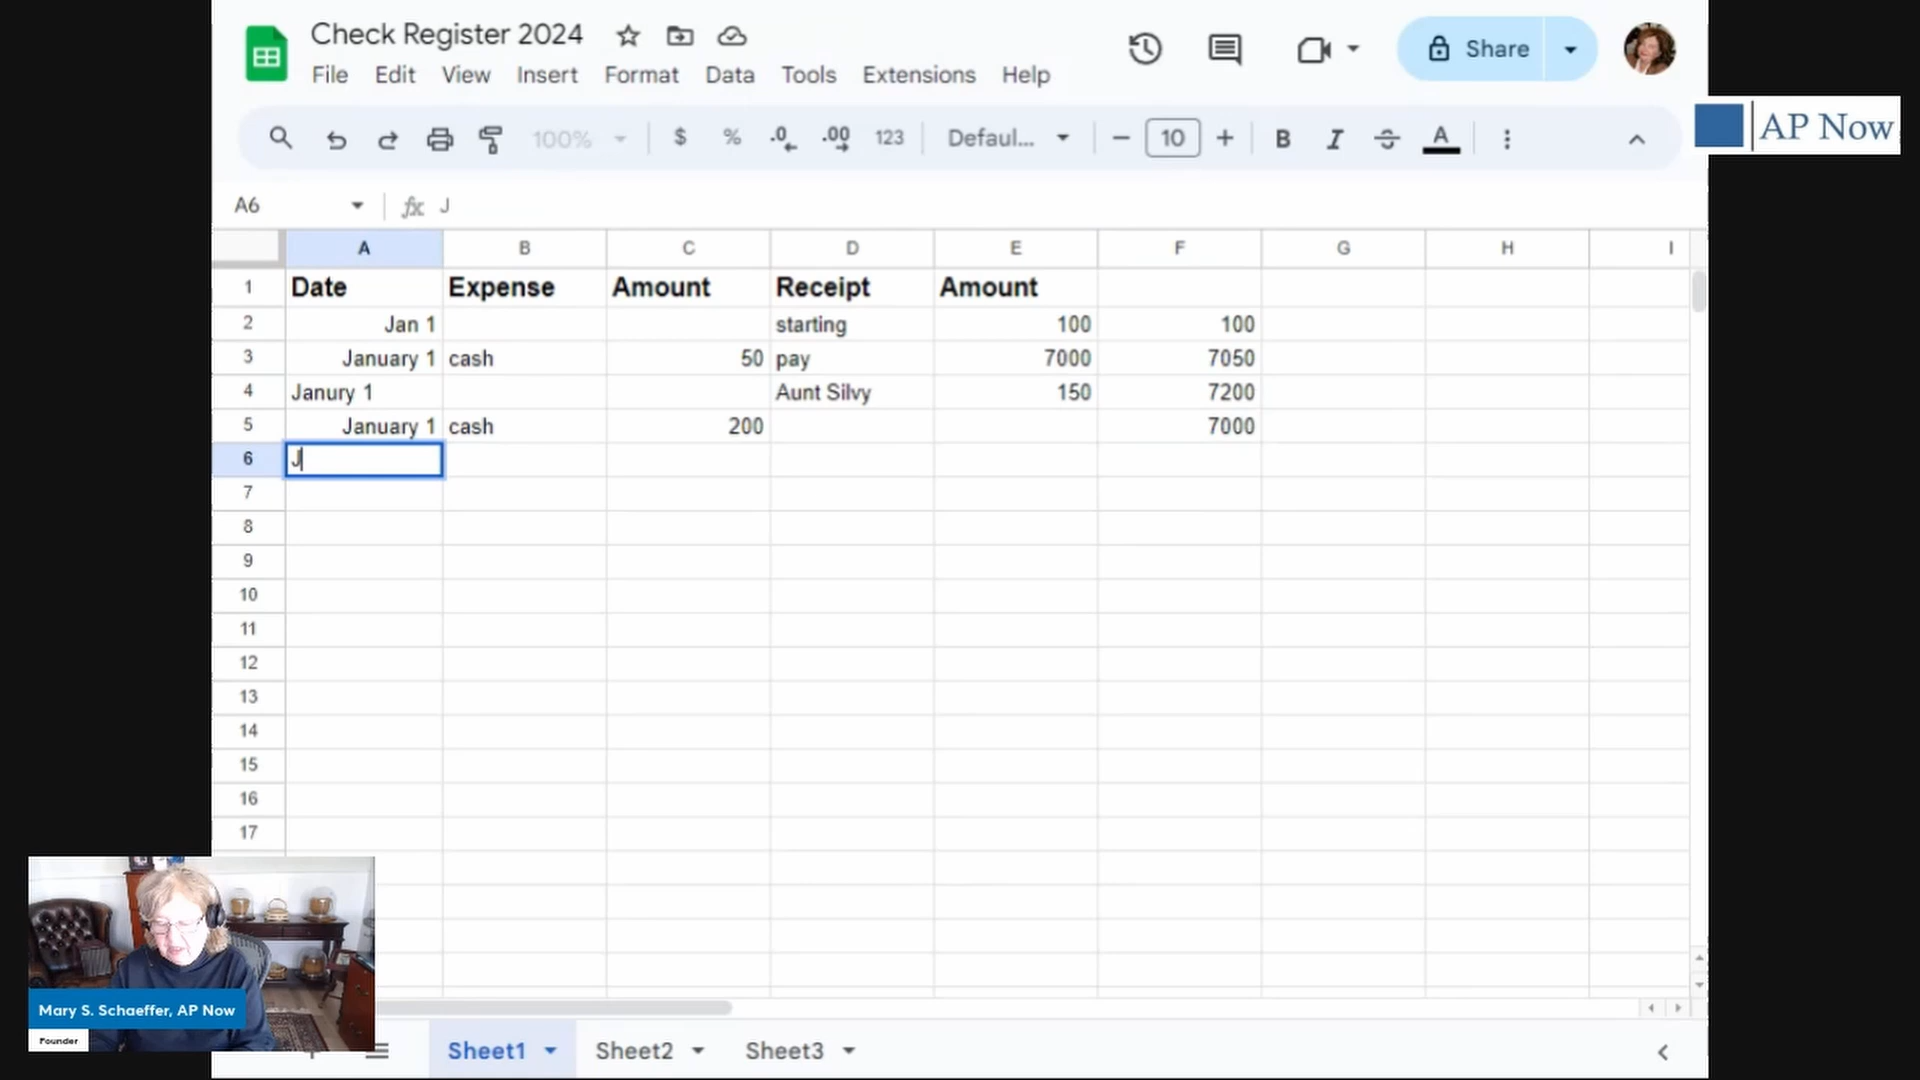 Check Register 2024
File Edit View Insert Format Data Tools Extensions Help
Share
100% $ % .0 .00 123 Defaul... − 10 + B I S A
AP Now
A6 fx J
A B C D E F G H I
1 Date Expense Amount Receipt Amount
2 Jan 1 starting 100 100
3 January 1 cash 50 pay 7000 7050
4 Janury 1 Aunt Silvy 150 7200
5 January 1 cash 200 7000
6 J
7
8
9
10
11
12
13
14
15
16
17
Mary S. Schaeffer, AP Now
Founder
Sheet1 Sheet2 Sheet3